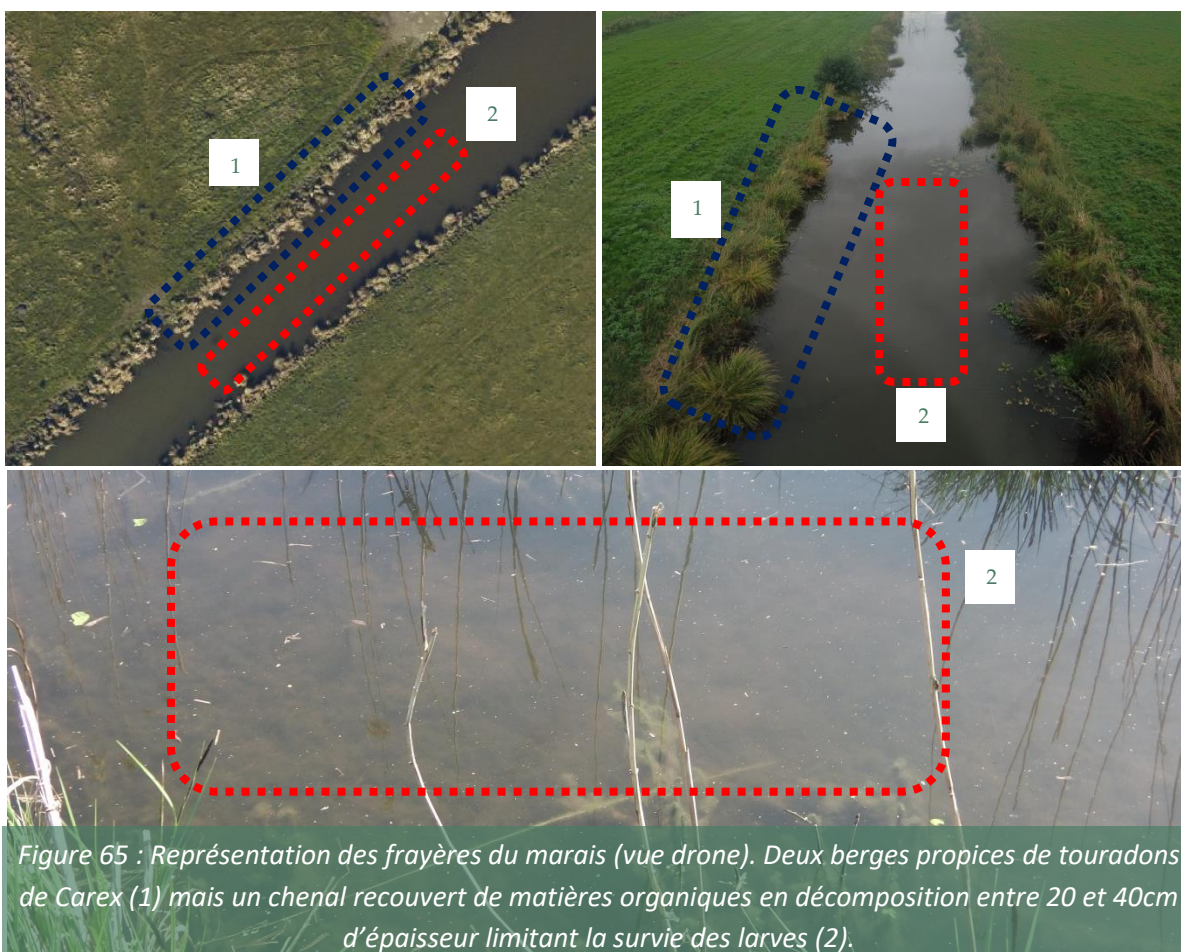 2
1
1
2
2
Figure 65 : Représentation des frayères du marais (vue drone). Deux berges propices de touradons
de Carex (1) mais un chenal recouvert de matières organiques en décomposition entre 20 et 40cm
d'épaisseur limitant la survie des larves (2).